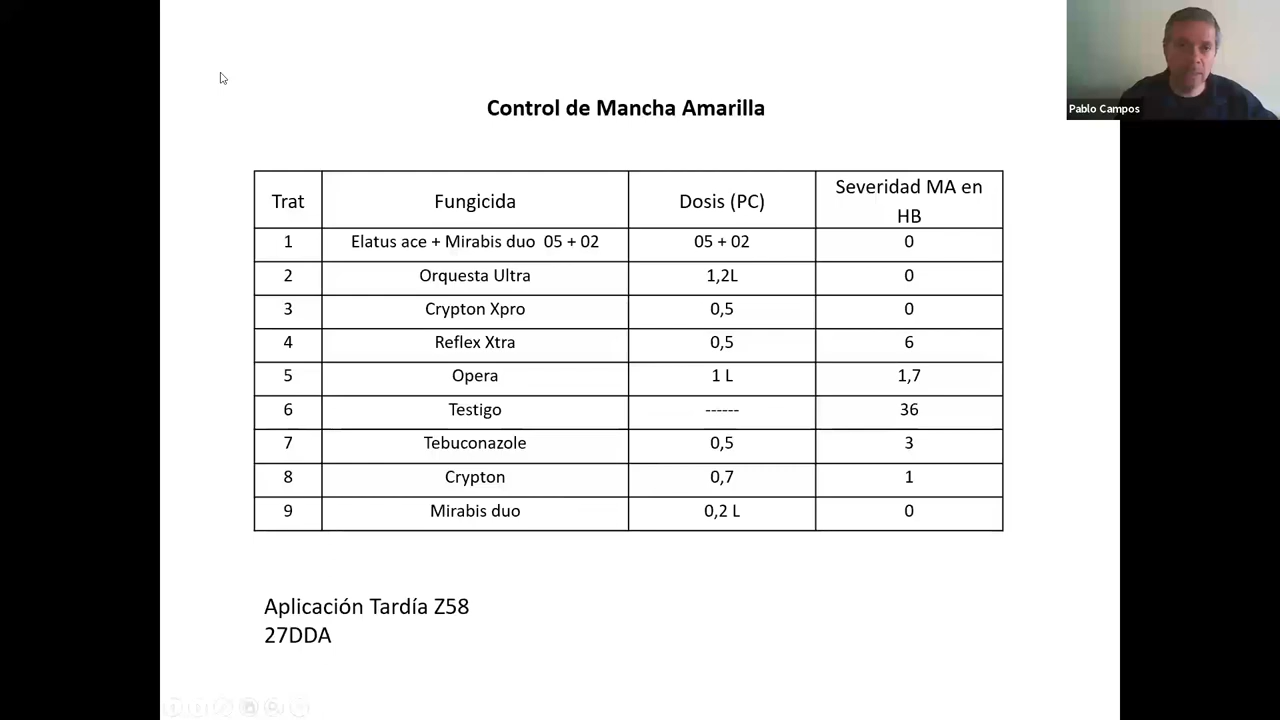 Pablo Campos
Control de Mancha Amarilla
Trat Fungicida Dosis (PC) Severidad MA en HB
1 Elatus ace + Mirabis duo 05 + 02 05 + 02 0
2 Orquesta Ultra 1,2L 0
3 Crypton Xpro 0,5 0
4 Reflex Xtra 0,5 6
5 Opera 1 L 1,7
6 Testigo ------ 36
7 Tebuconazole 0,5 3
8 Crypton 0,7 1
9 Mirabis duo 0,2 L 0
Aplicación Tardía Z58
27DDA